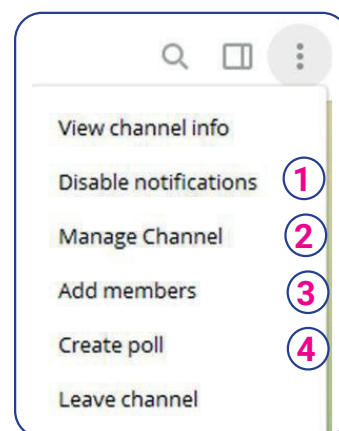 View channel info
Disable notifications 1
Manage Channel 2
Add members 3
Create poll 4
Leave channel